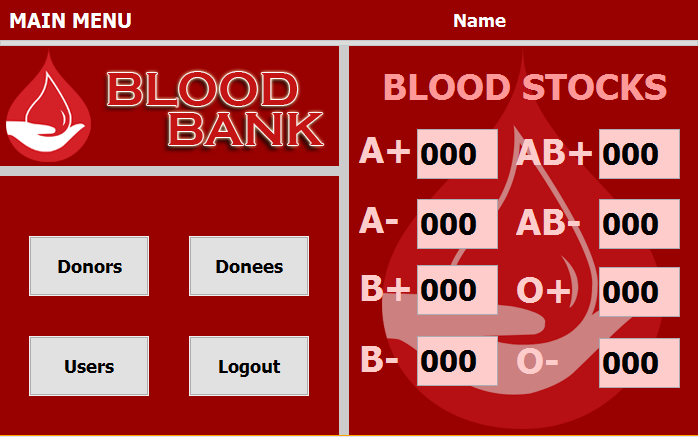 MAIN MENU
Name
BLOOD
BANK
Donors
Donees
Users
Logout
BLOOD STOCKS
A+ 000 AB+ 000
A- 000 AB- 000
B+ 000 O+ 000
B- 000 O- 000